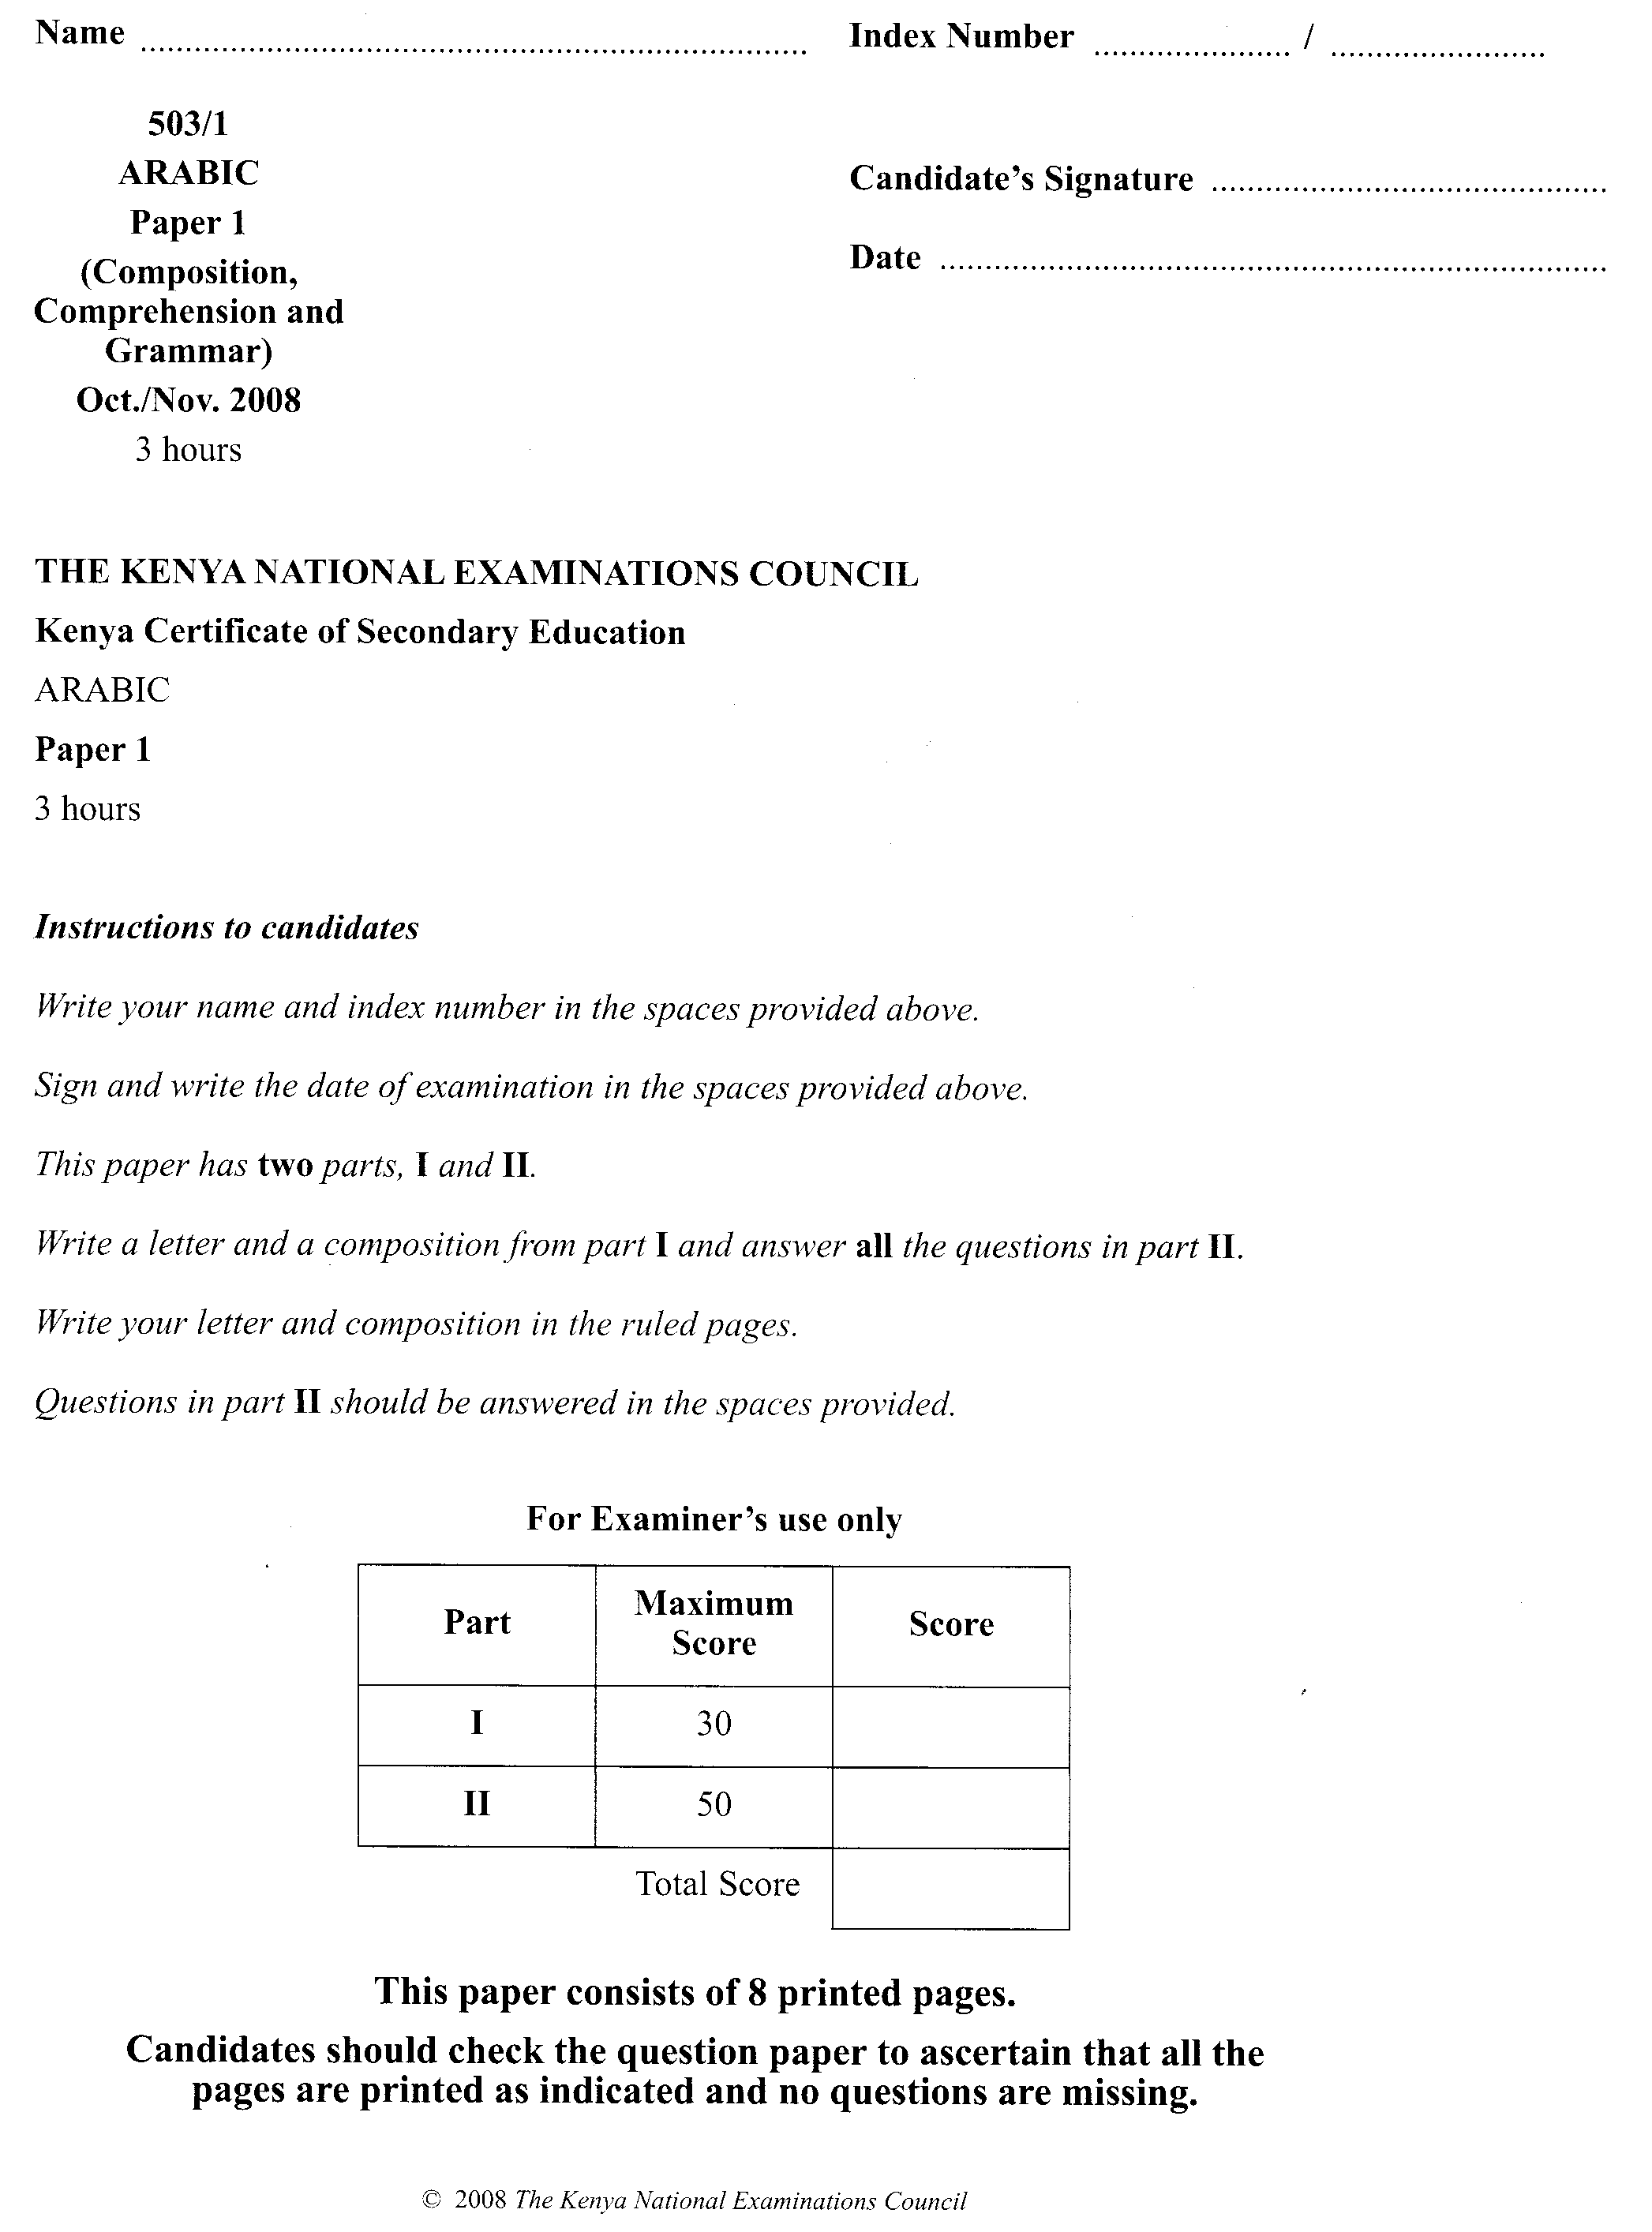 Name ........................................ Index Number .................... / ....................
503/1
ARABIC
Paper 1
(Composition,
Comprehension and
Grammar)
Oct./Nov. 2008
3 hours
Candidate's Signature ........................................
Date ........................................
THE KENYA NATIONAL EXAMINATIONS COUNCIL
Kenya Certificate of Secondary Education
ARABIC
Paper 1
3 hours
Instructions to candidates
Write your name and index number in the spaces provided above.
Sign and write the date of examination in the spaces provided above.
This paper has two parts, I and II.
Write a letter and a composition from part I and answer all the questions in part II.
Write your letter and composition in the ruled pages.
Questions in part II should be answered in the spaces provided.
For Examiner's use only
Part Maximum Score Score
I 30
II 50
Total Score
This paper consists of 8 printed pages.
Candidates should check the question paper to ascertain that all the
pages are printed as indicated and no questions are missing.
© 2008 The Kenya National Examinations Council